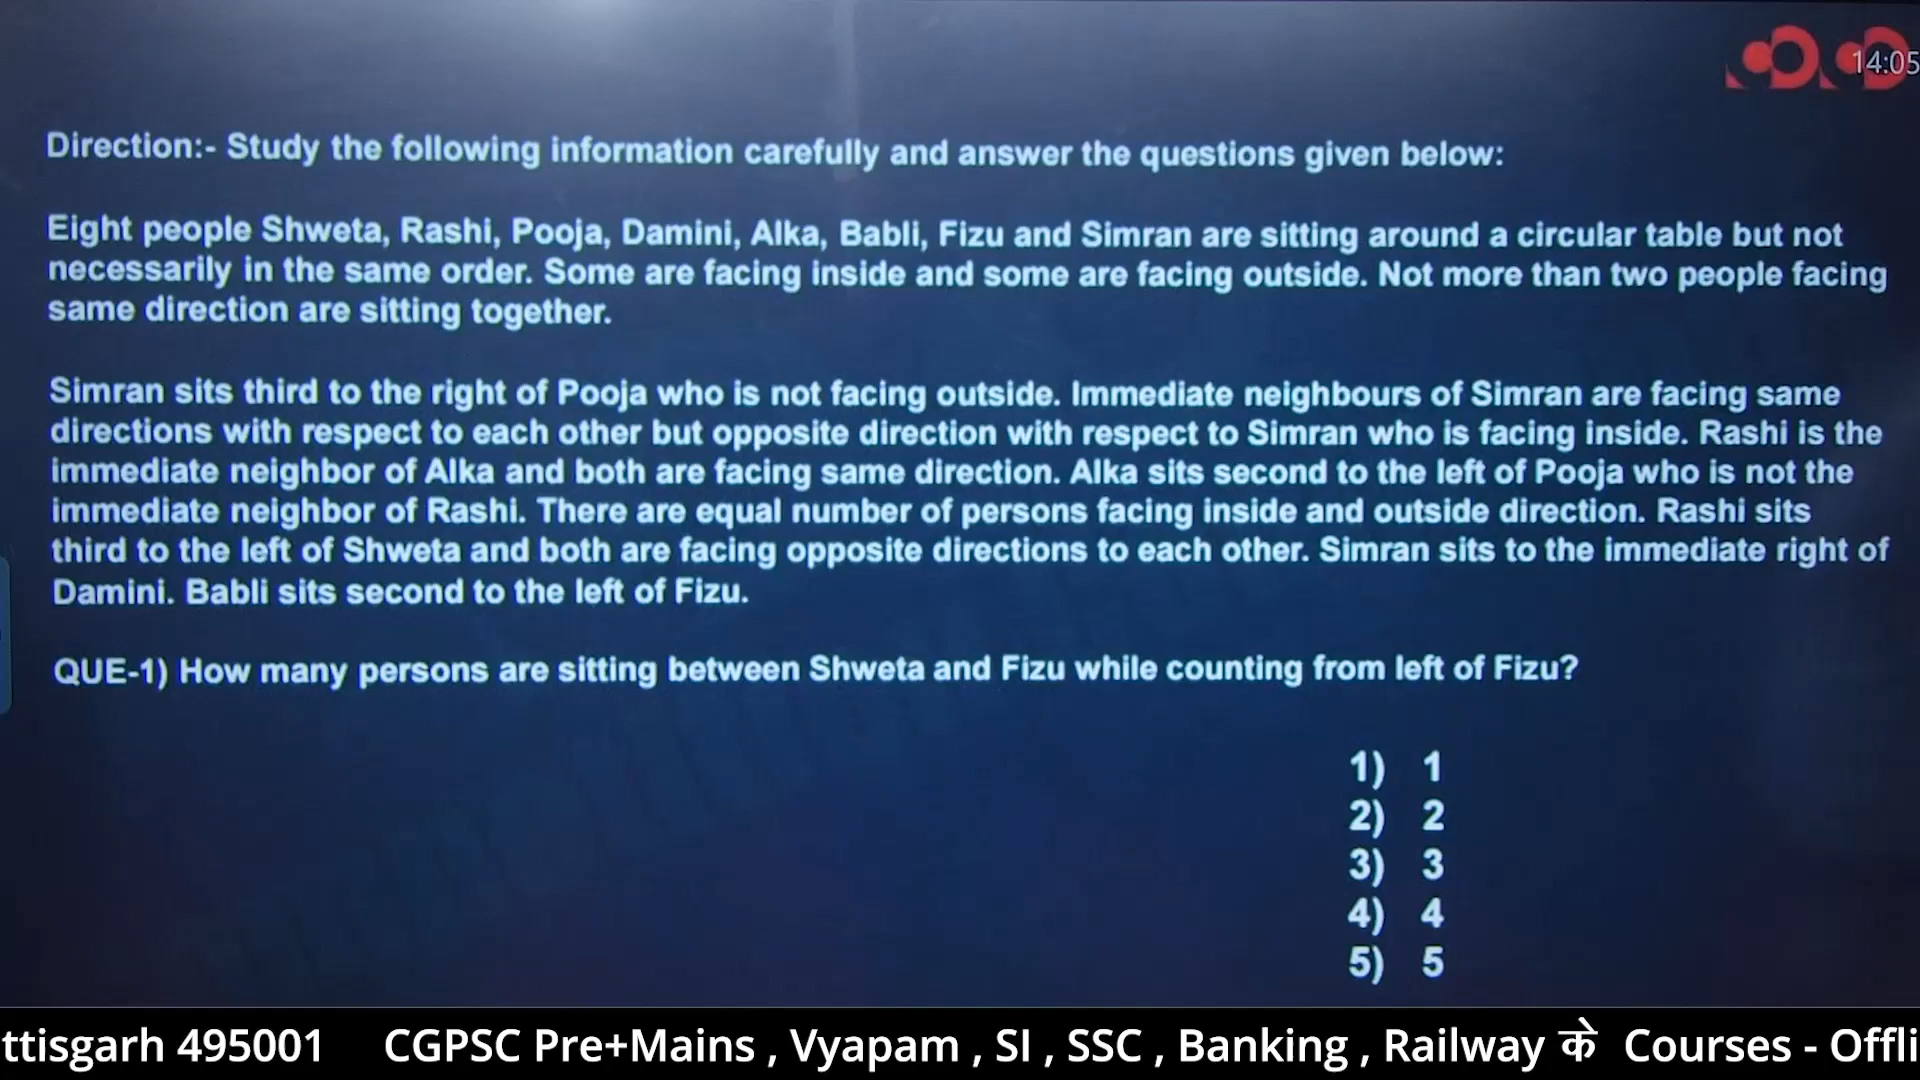 14:05
Direction:- Study the following information carefully and answer the questions given below:
Eight people Shweta, Rashi, Pooja, Damini, Alka, Babli, Fizu and Simran are sitting around a circular table but not
necessarily in the same order. Some are facing inside and some are facing outside. Not more than two people facing
same direction are sitting together.
Simran sits third to the right of Pooja who is not facing outside. Immediate neighbours of Simran are facing same
directions with respect to each other but opposite direction with respect to Simran who is facing inside. Rashi is the
immediate neighbor of Alka and both are facing same direction. Alka sits second to the left of Pooja who is not the
immediate neighbor of Rashi. There are equal number of persons facing inside and outside direction. Rashi sits
third to the left of Shweta and both are facing opposite directions to each other. Simran sits to the immediate right of
Damini. Babli sits second to the left of Fizu.
QUE-1) How many persons are sitting between Shweta and Fizu while counting from left of Fizu?
1) 1
2) 2
3) 3
4) 4
5) 5
ttisgarh 495001 CGPSC Pre+Mains , Vyapam , SI , SSC , Banking , Railway के Courses - Offli